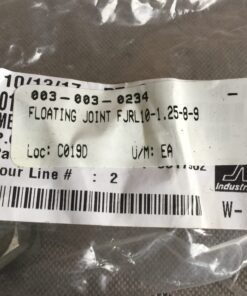 10/13/17
003-003-0234
FLOATING JOINT FJRL10-1.25-8-9
Loc: C019D U/M: EA
our Line # : 2
Industri
W-